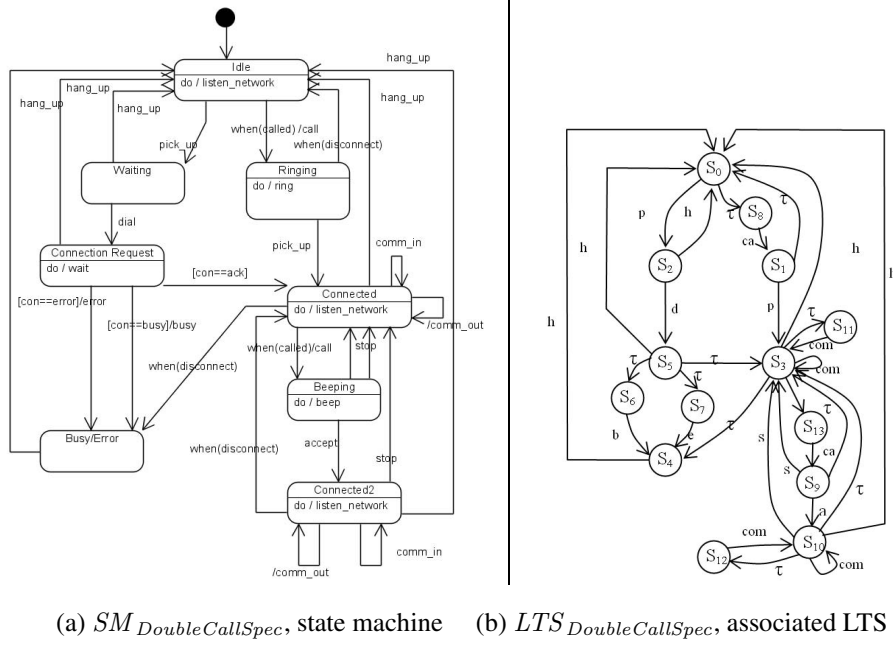 Idle
do / listen_network
hang_up
hang_up
hang_up
hang_up
hang_up
when(called) /call
pick_up
when(disconnect)
Waiting
Ringing
do / ring
dial
pick_up
comm_in
Connection Request
do / wait
[con==ack]
[con==error]/error
Connected
do / listen_network
[con==busy]/busy
/comm_out
when(called)/call
stop
when(disconnect)
Beeping
do / beep
Busy/Error
accept
when(disconnect)
stop
Connected2
do / listen_network
comm_in
/comm_out
S0
τ
τ
S8
p
h
ca
h
h
h
S2
S1
d
p
τ
S11
com
h
S5
τ
S3
com
τ
τ
S6
S7
τ
S13
τ
b
e
s
ca
S4
s
S9
τ
a
com
S10
S12
τ
com
(a) SM DoubleCallSpec, state machine
(b) LTS DoubleCallSpec, associated LTS